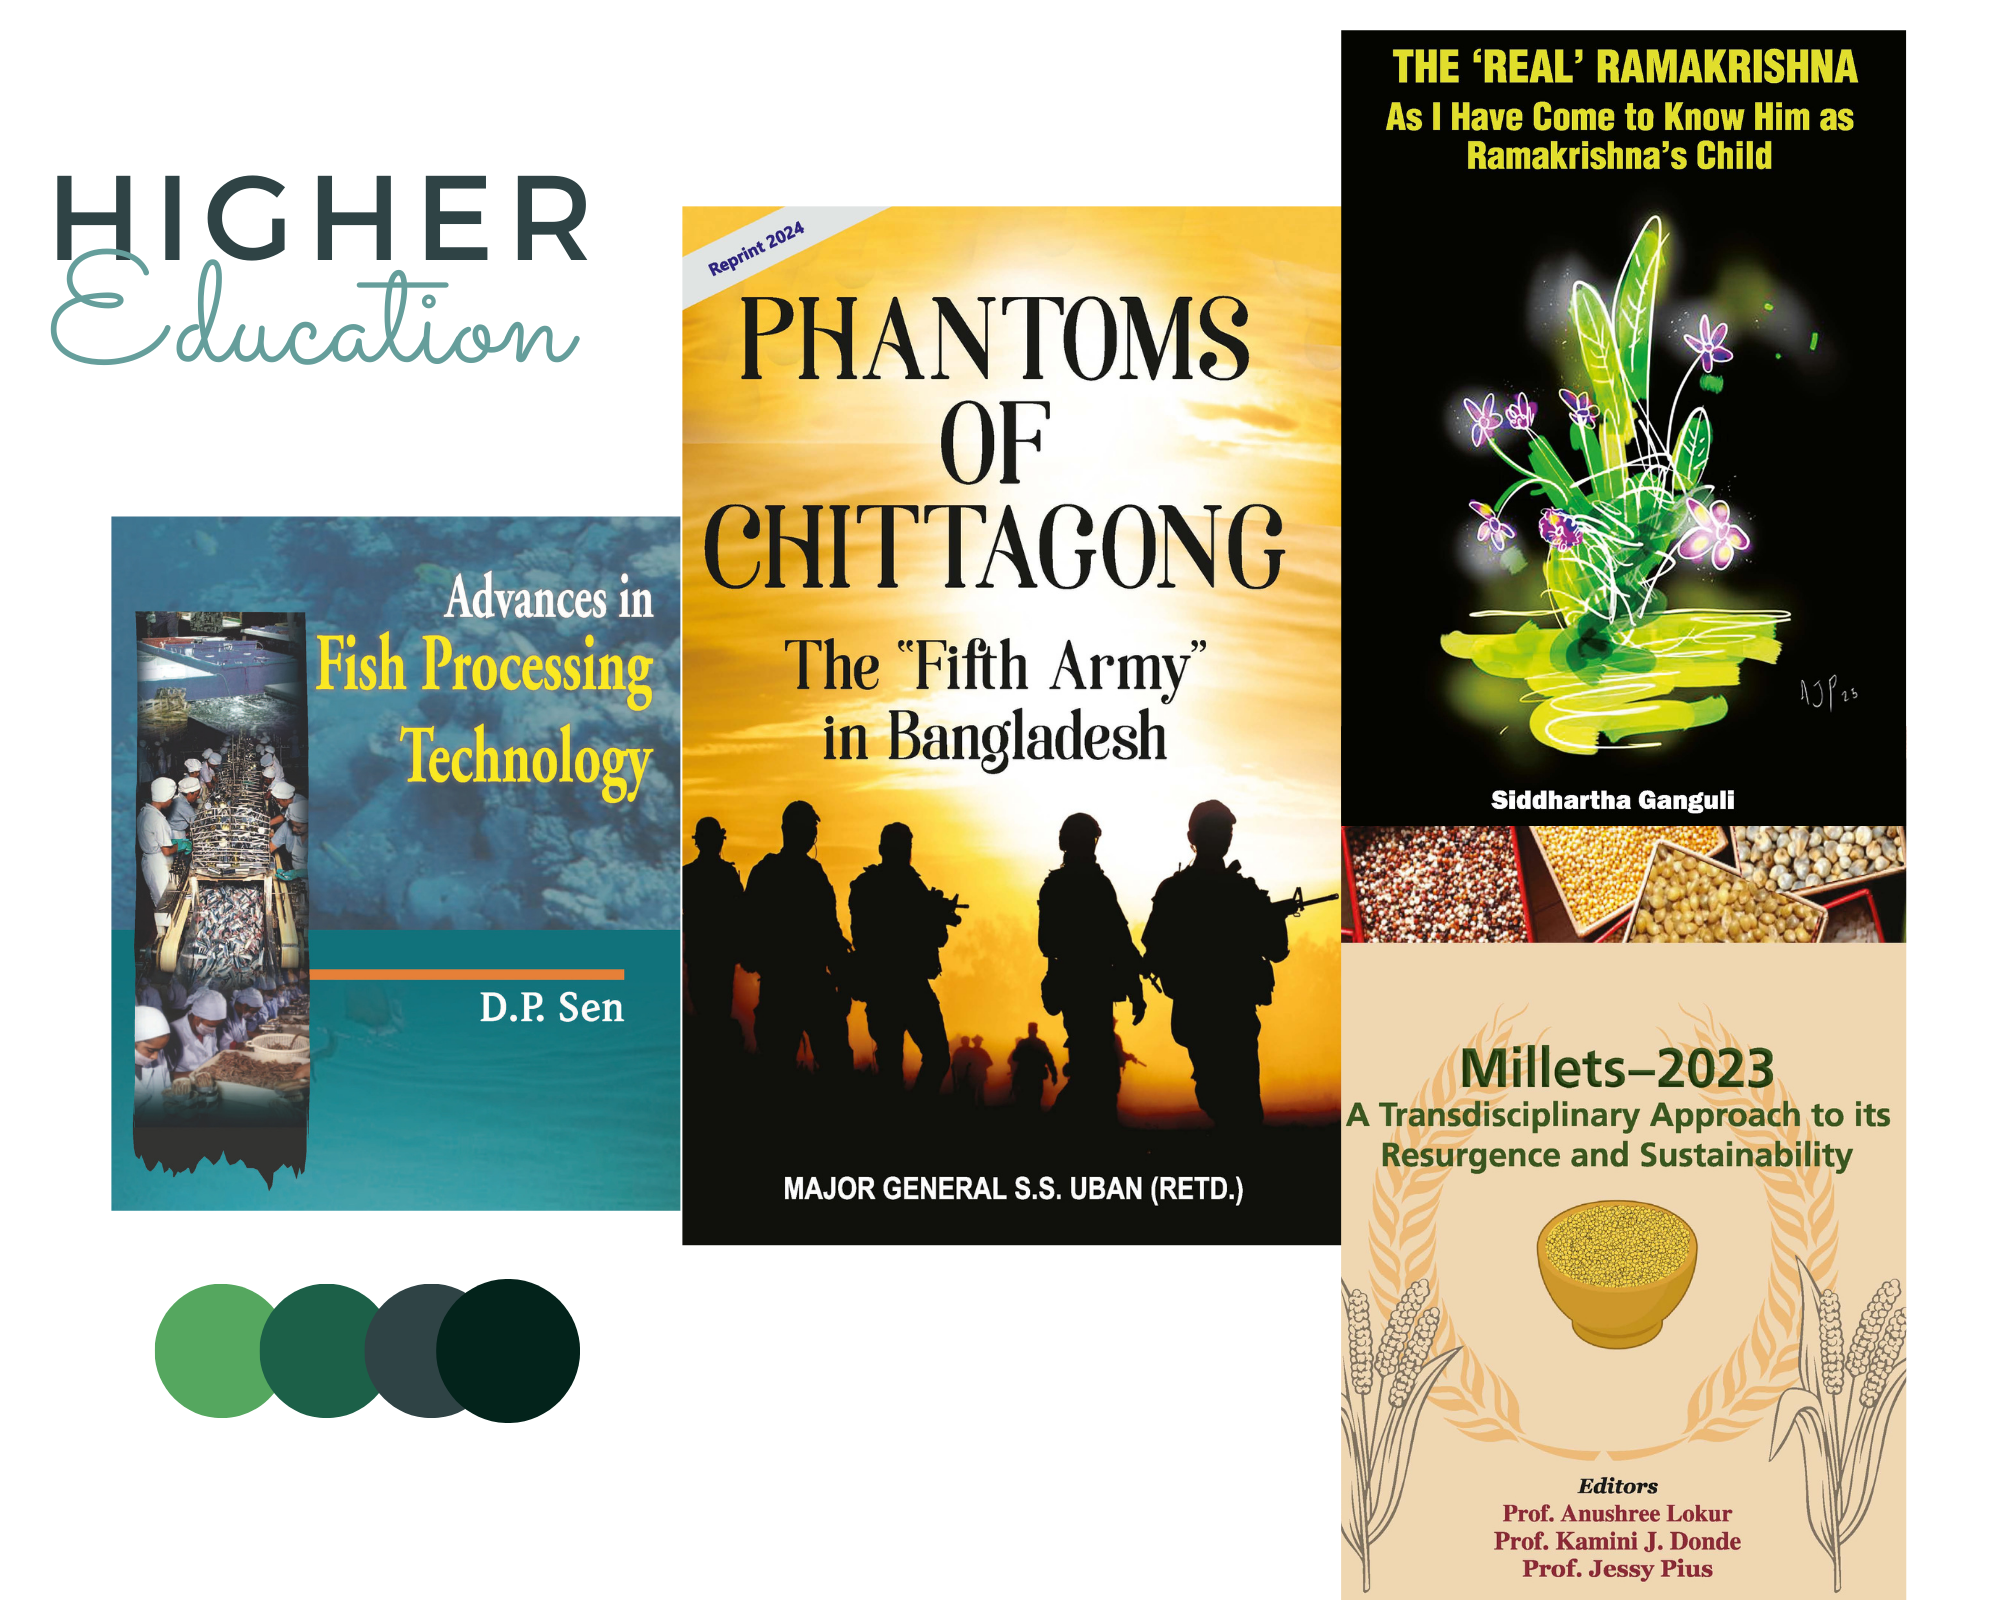 HIGHER
Education
Advances in
Fish Processing
Technology
D.P. Sen
Reprint 2024
PHANTOMS
OF
CHITTAGONG
The “Fifth Army”
in Bangladesh
MAJOR GENERAL S.S. UBAN (RETD.)
THE ‘REAL’ RAMAKRISHNA
As I Have Come to Know Him as
Ramakrishna’s Child
AJP 23
Siddhartha Ganguli
Millets–2023
A Transdisciplinary Approach to its
Resurgence and Sustainability
Editors
Prof. Anushree Lokur
Prof. Kamini J. Donde
Prof. Jessy Pius